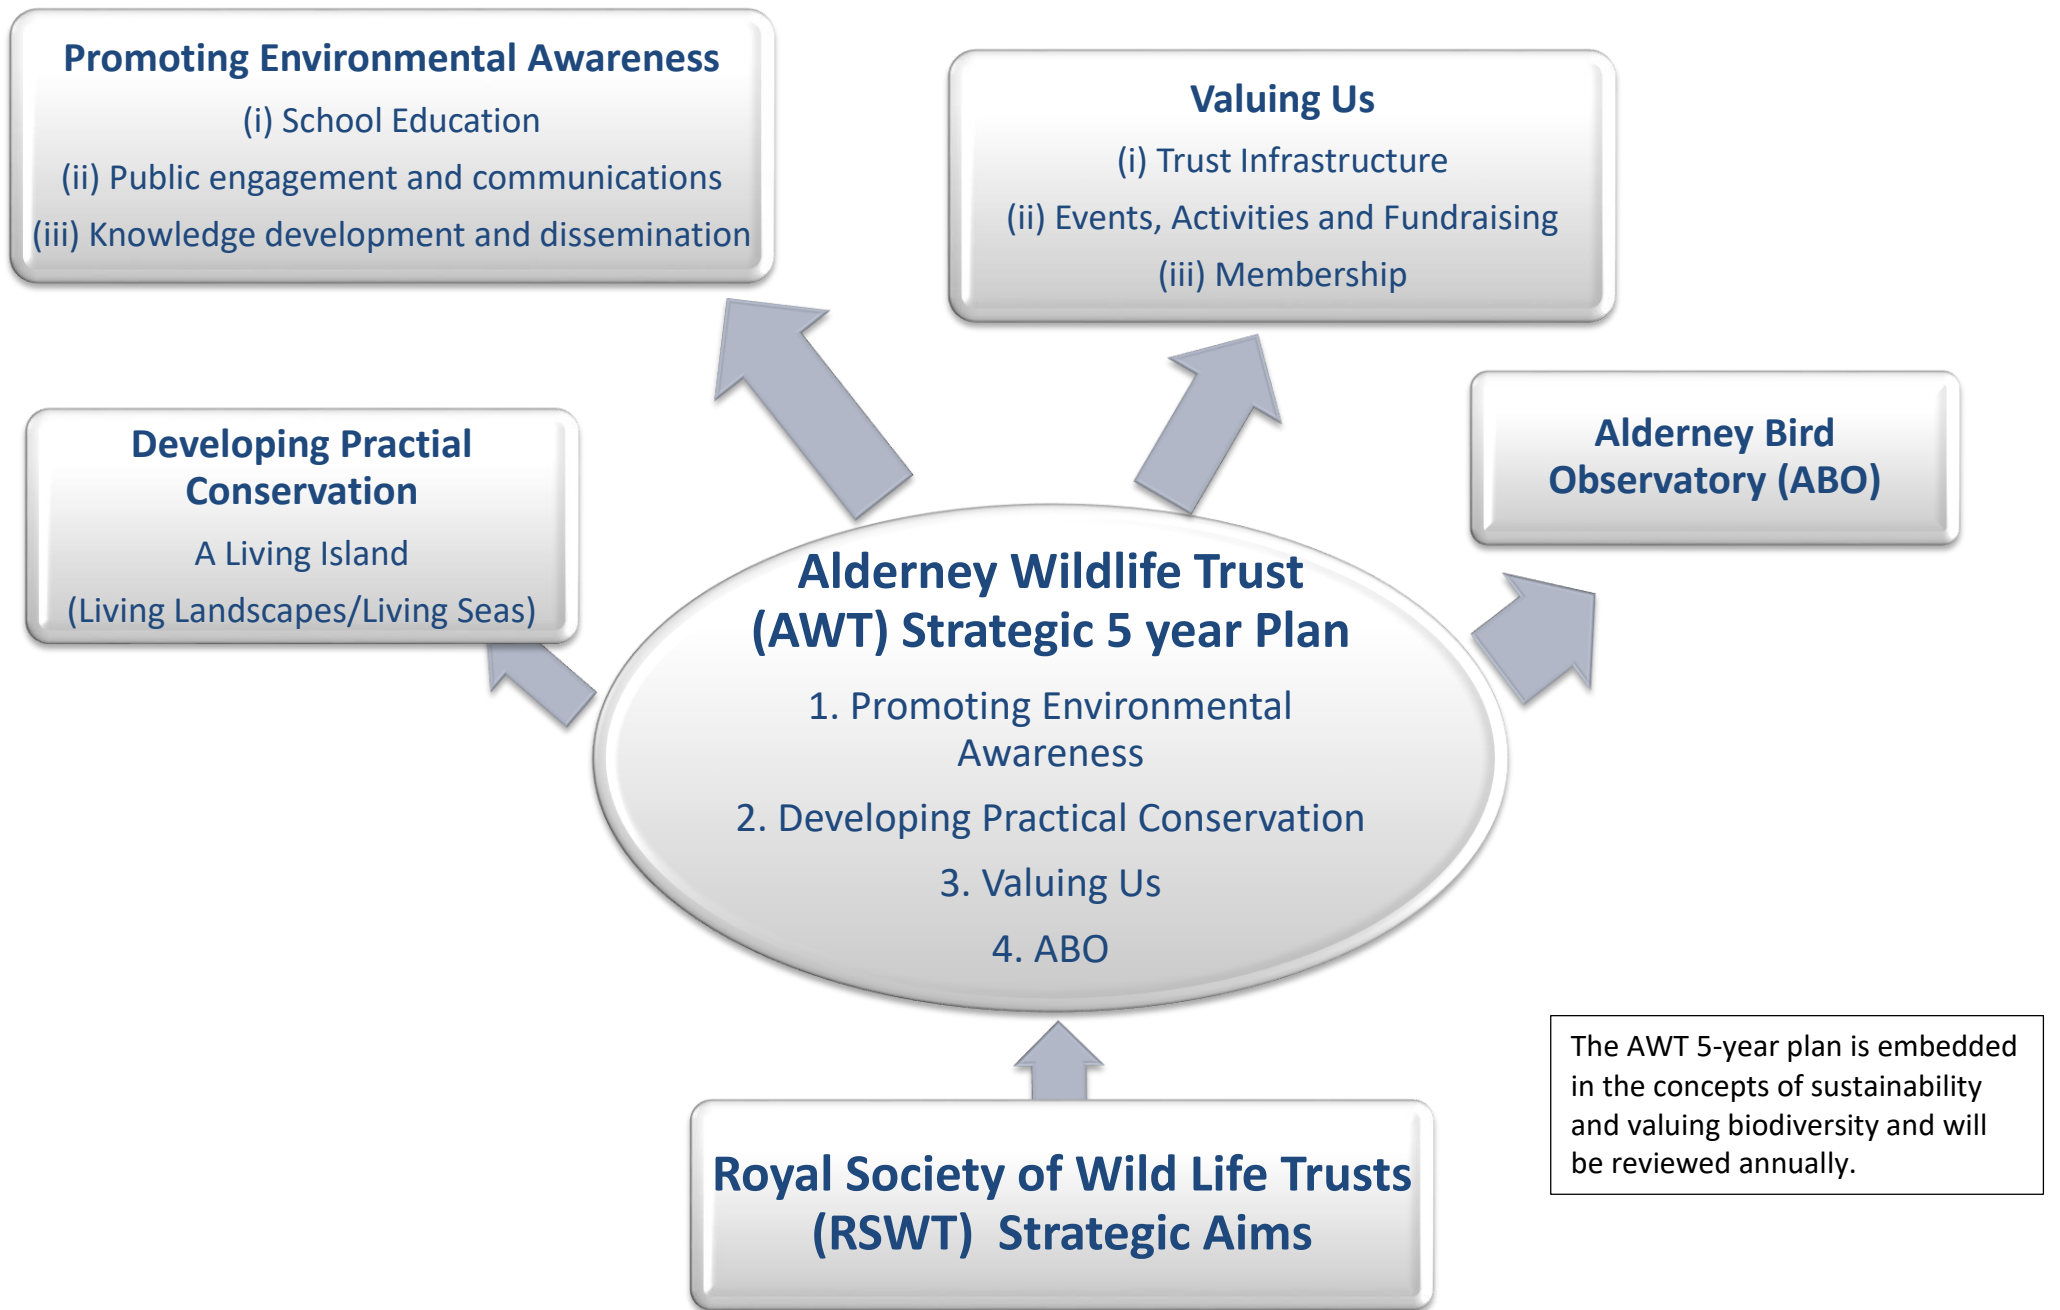 Promoting Environmental Awareness
(i) School Education
(ii) Public engagement and communications
(iii) Knowledge development and dissemination
Valuing Us
(i) Trust Infrastructure
(ii) Events, Activities and Fundraising
(iii) Membership
Developing Practial
Conservation
A Living Island
(Living Landscapes/Living Seas)
Alderney Bird
Observatory (ABO)
Alderney Wildlife Trust
(AWT) Strategic 5 year Plan
1. Promoting Environmental
Awareness
2. Developing Practical Conservation
3. Valuing Us
4. ABO
Royal Society of Wild Life Trusts
(RSWT)  Strategic Aims
The AWT 5-year plan is embedded
in the concepts of sustainability
and valuing biodiversity and will
be reviewed annually.